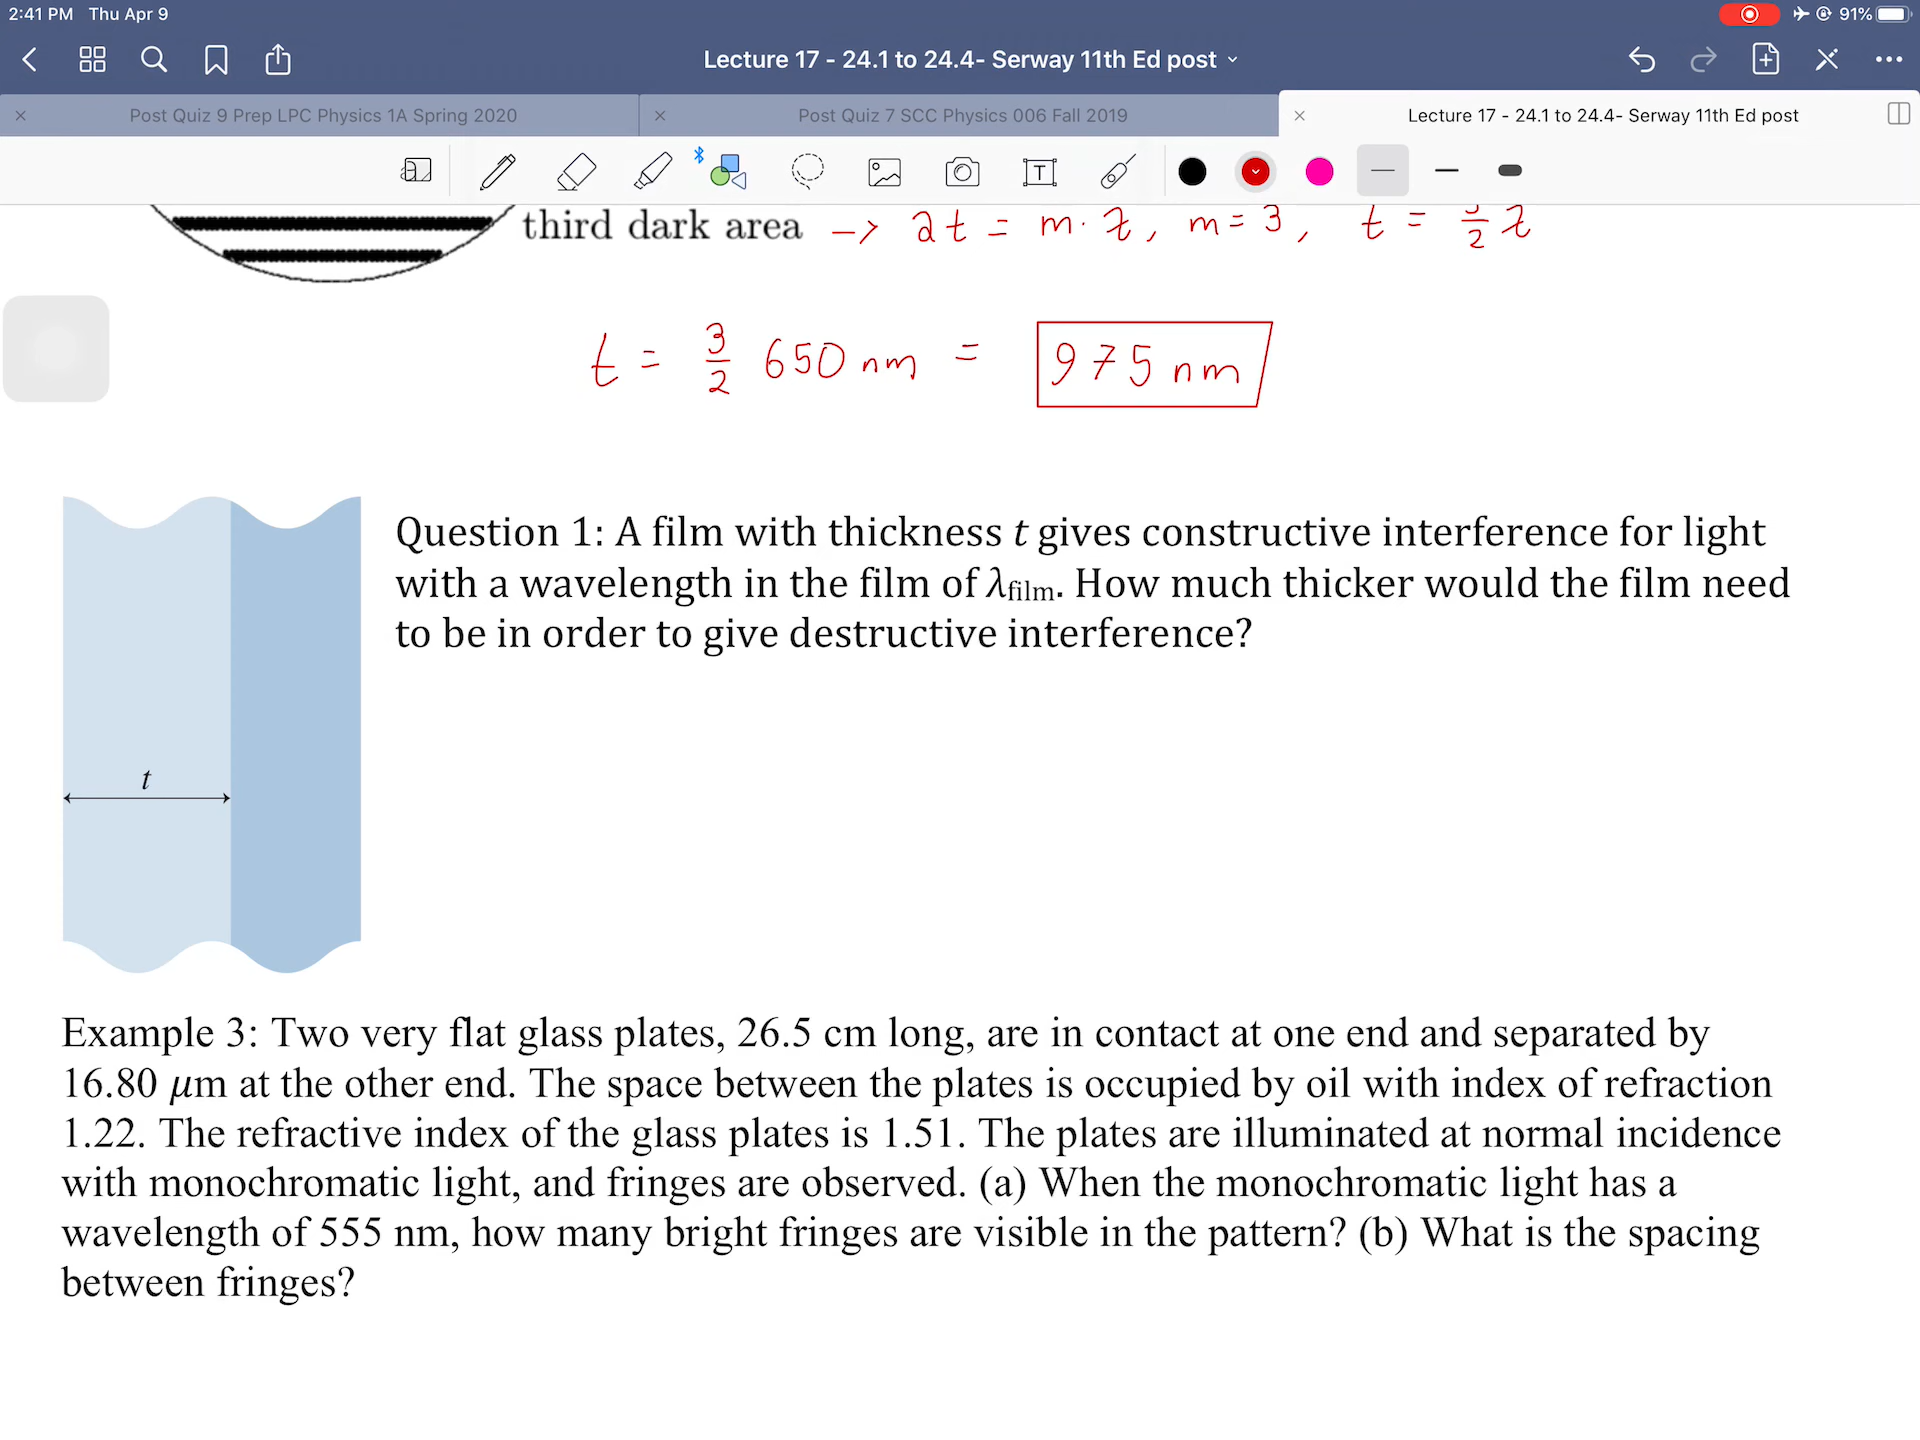 2:41 PM Thu Apr 9
91%
Lecture 17 - 24.1 to 24.4- Serway 11th Ed post
Post Quiz 9 Prep LPC Physics 1A Spring 2020
Post Quiz 7 SCC Physics 006 Fall 2019
Lecture 17 - 24.1 to 24.4- Serway 11th Ed post
third dark area -> 2t = m · λ, m = 3, t = 3/2 λ
t = 3/2 650 nm = 975 nm
Question 1: A film with thickness t gives constructive interference for light
with a wavelength in the film of λfilm. How much thicker would the film need
to be in order to give destructive interference?
t
Example 3: Two very flat glass plates, 26.5 cm long, are in contact at one end and separated by
16.80 μm at the other end. The space between the plates is occupied by oil with index of refraction
1.22. The refractive index of the glass plates is 1.51. The plates are illuminated at normal incidence
with monochromatic light, and fringes are observed. (a) When the monochromatic light has a
wavelength of 555 nm, how many bright fringes are visible in the pattern? (b) What is the spacing
between fringes?